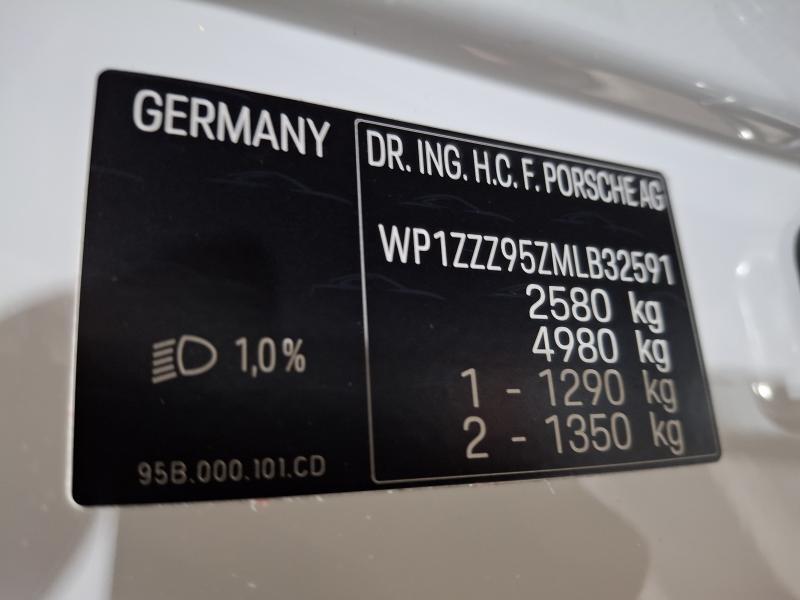 GERMANY
DR. ING. H.C. F. PORSCHE AG
WP1ZZZ95ZMLB32591
2580 kg
4980 kg
1 - 1290 kg
2 - 1350 kg
1,0%
95B.000.101.CD